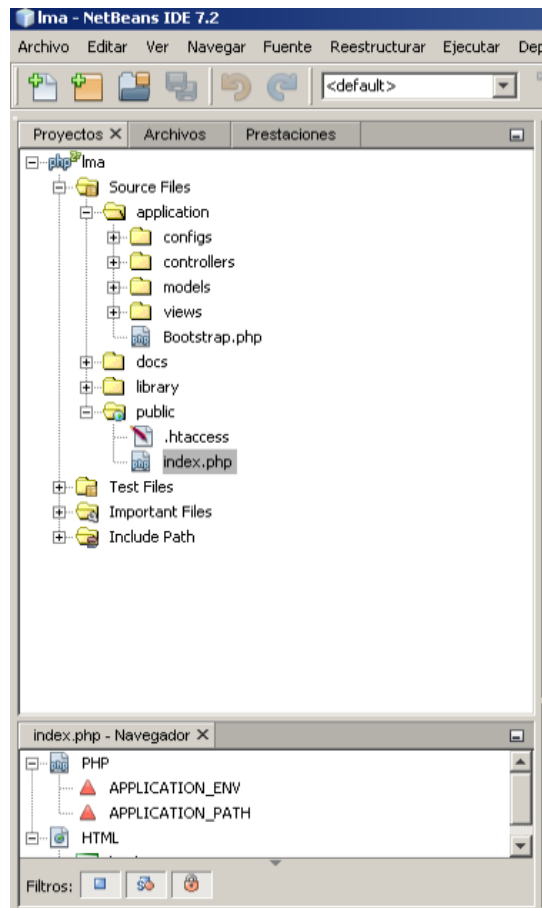 lma - NetBeans IDE 7.2
Archivo Editar Ver Navegar Fuente Reestructurar Ejecutar
<default>
Proyectos Archivos Prestaciones
lma
Source Files
application
configs
controllers
models
views
Bootstrap.php
docs
library
public
.htaccess
index.php
Test Files
Important Files
Include Path
index.php - Navegador
PHP
APPLICATION_ENV
APPLICATION_PATH
HTML
Filtros: